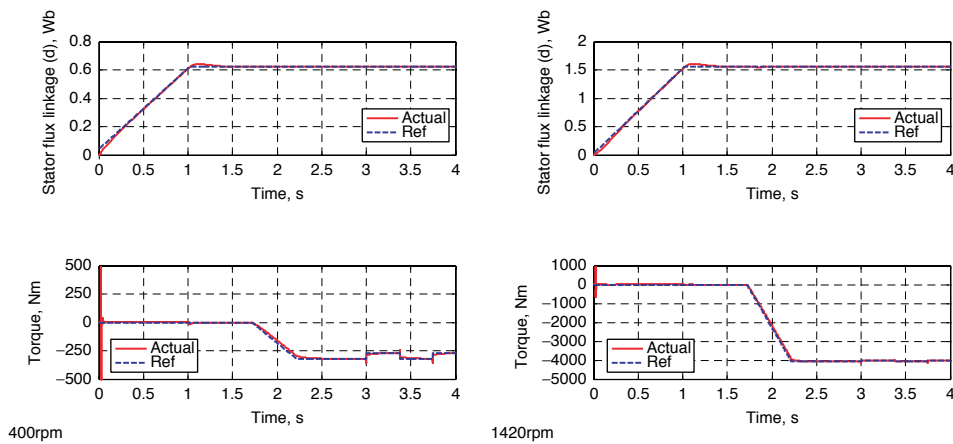 Stator flux linkage (d), Wb
0.8
0.6
0.4
0.2
0
Actual
Ref
0 0.5 1 1.5 2 2.5 3 3.5 4
Time, s
Stator flux linkage (d), Wb
2
1.5
1
0.5
0
Actual
Ref
0 0.5 1 1.5 2 2.5 3 3.5 4
Time, s
Torque, Nm
500
250
0
−250
−500
Actual
Ref
0 0.5 1 1.5 2 2.5 3 3.5 4
Time, s
400rpm
Torque, Nm
1000
0
−1000
−2000
−3000
−4000
−5000
Actual
Ref
0 0.5 1 1.5 2 2.5 3 3.5 4
Time, s
1420rpm